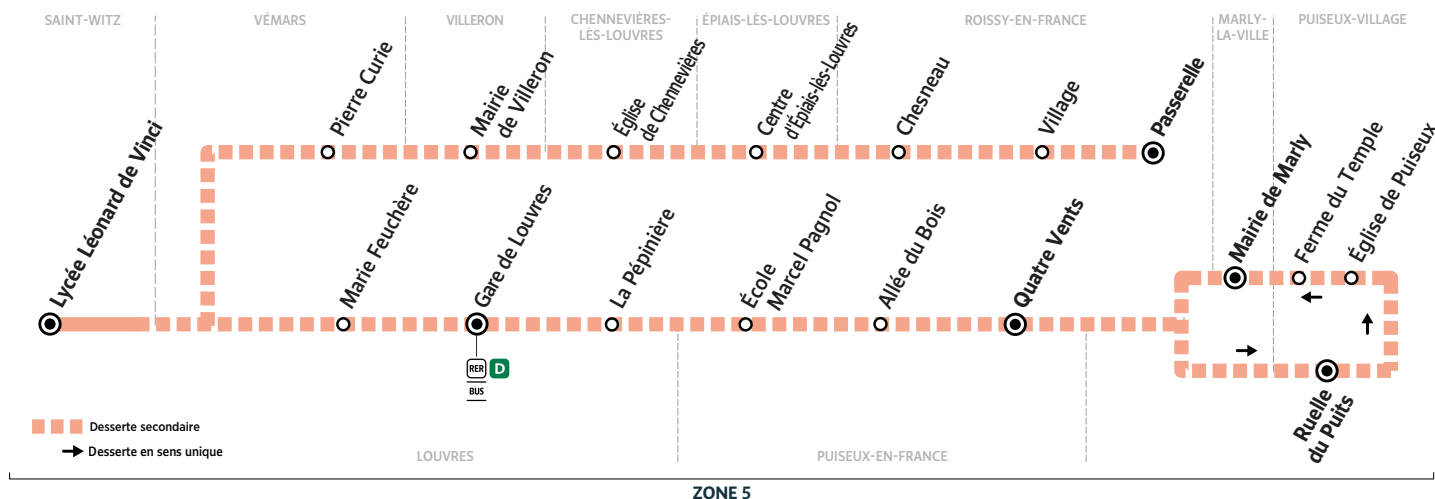 SAINT-WITZ
VÉMARS
VILLERON
CHENNEVIÈRES-
LÈS-LOUVRES
ÉPIAIS-LÈS-LOUVRES
ROISSY-EN-FRANCE
MARLY-
LA-VILLE
PUISEUX-VILLAGE
Pierre Curie
Mairie
de Villeron
Église
de Chennevières
Centre
d'Épiais-lès-Louvres
Chesneau
Village
Passerelle
Lycée Léonard de Vinci
Marie Feuchère
Gare de Louvres
La Pépinière
École
Marcel Pagnol
Allée du Bois
Quatre Vents
Mairie de Marly
Ferme du Temple
Église de Puiseux
RER D
BUS
Ruelle
du Puits
Desserte secondaire
Desserte en sens unique
LOUVRES
PUISEUX-EN-FRANCE
ZONE 5